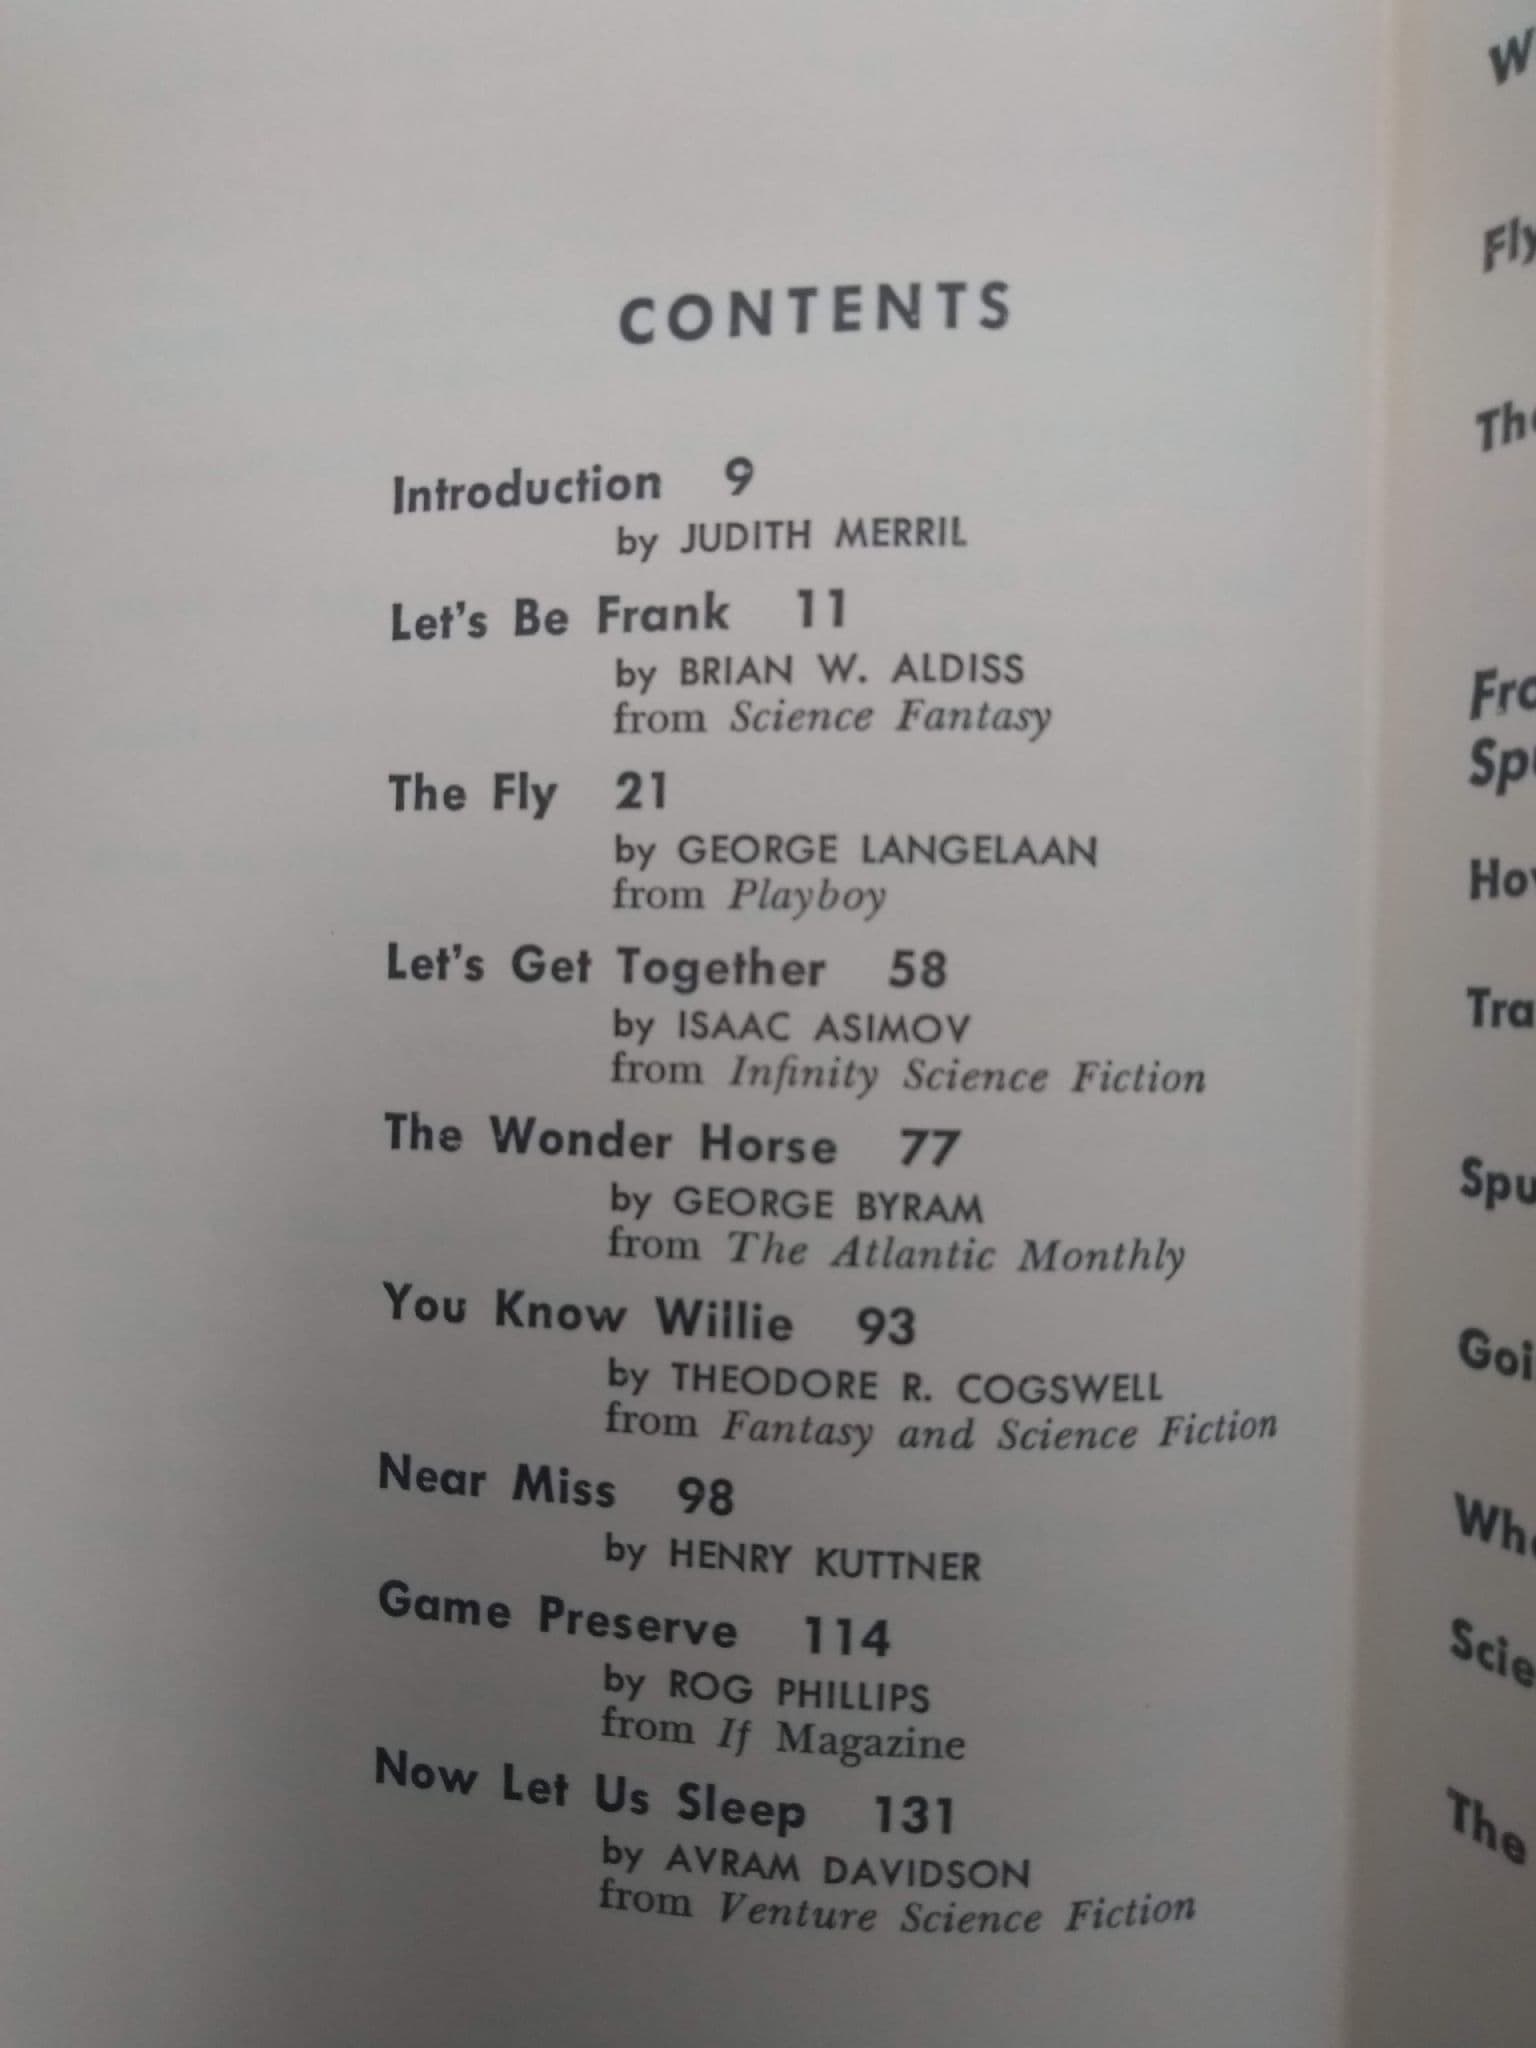 CONTENTS
Introduction 9
by JUDITH MERRIL
Let's Be Frank 11
by BRIAN W. ALDISS
from Science Fantasy
The Fly 21
by GEORGE LANGELAAN
from Playboy
Let's Get Together 58
by ISAAC ASIMOV
from Infinity Science Fiction
The Wonder Horse 77
by GEORGE BYRAM
from The Atlantic Monthly
You Know Willie 93
by THEODORE R. COGSWELL
from Fantasy and Science Fiction
Near Miss 98
by HENRY KUTTNER
Game Preserve 114
by ROG PHILLIPS
from If Magazine
Now Let Us Sleep 131
by AVRAM DAVIDSON
from Venture Science Fiction
The